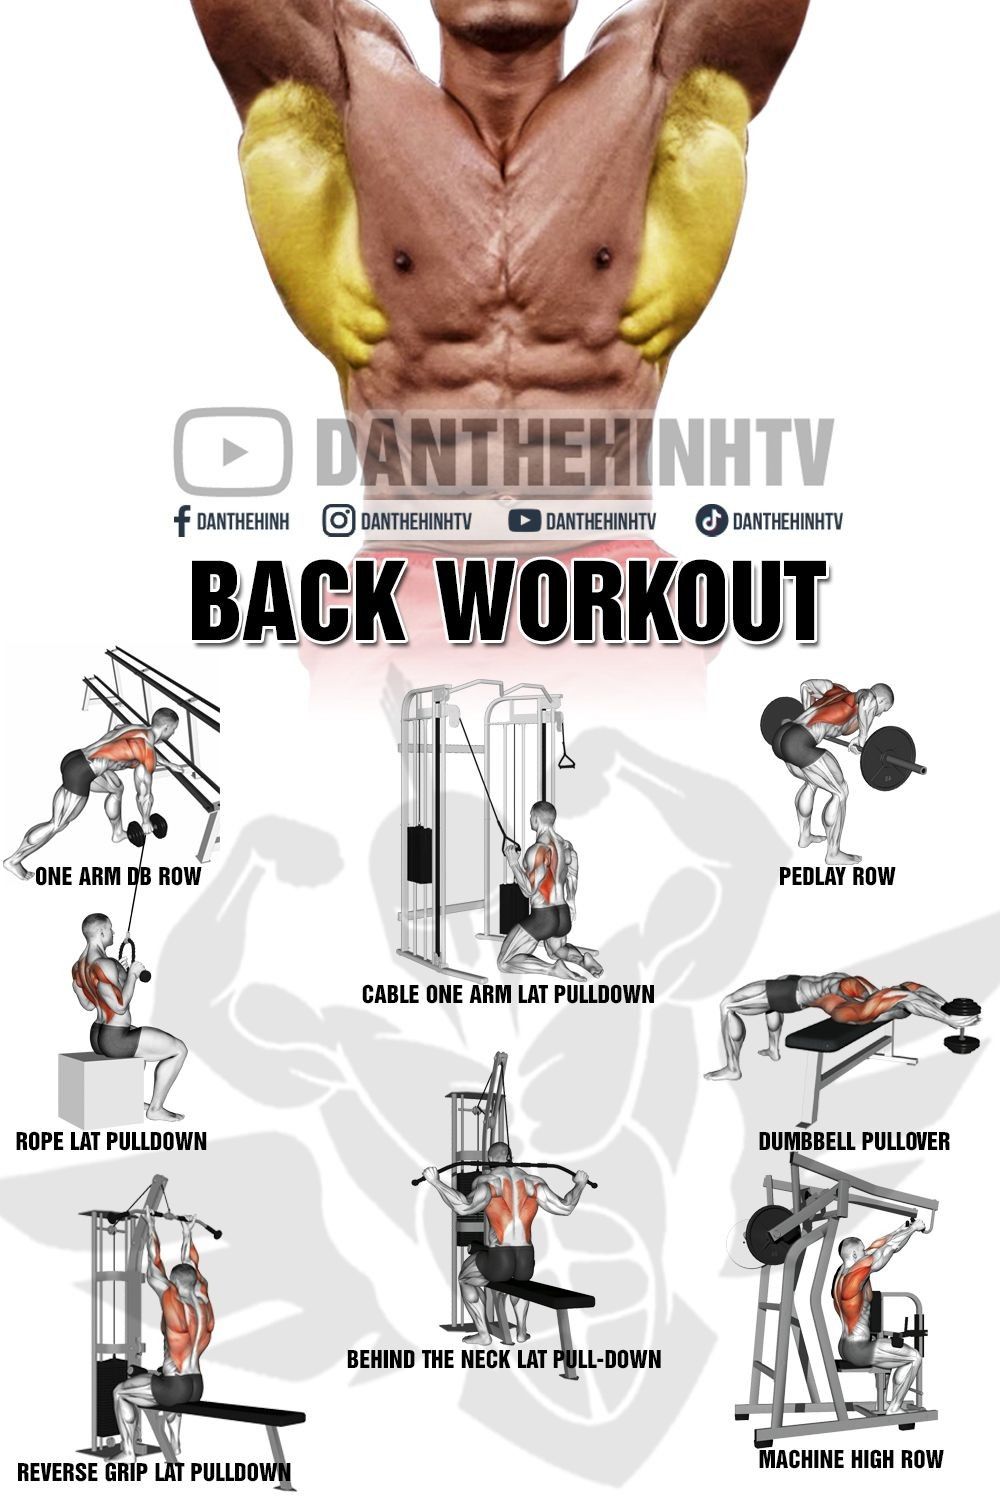 DANTHEHINHTV
DANTHEHINH DANTHEHINHTV DANTHEHINHTV DANTHEHINHTV
BACK WORKOUT
ONE ARM DB ROW
PEDLAY ROW
CABLE ONE ARM LAT PULLDOWN
ROPE LAT PULLDOWN
DUMBBELL PULLOVER
BEHIND THE NECK LAT PULL-DOWN
MACHINE HIGH ROW
REVERSE GRIP LAT PULLDOWN